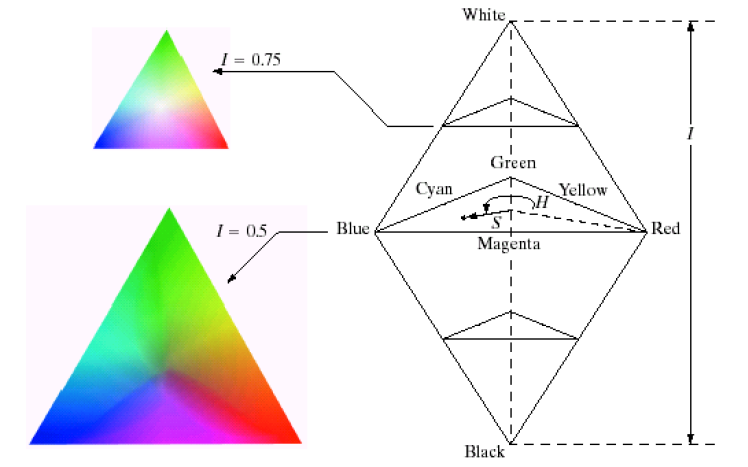 White
I = 0.75
I
Green
Cyan
Yellow
H
S
I = 0.5
Blue
Red
Magenta
Black